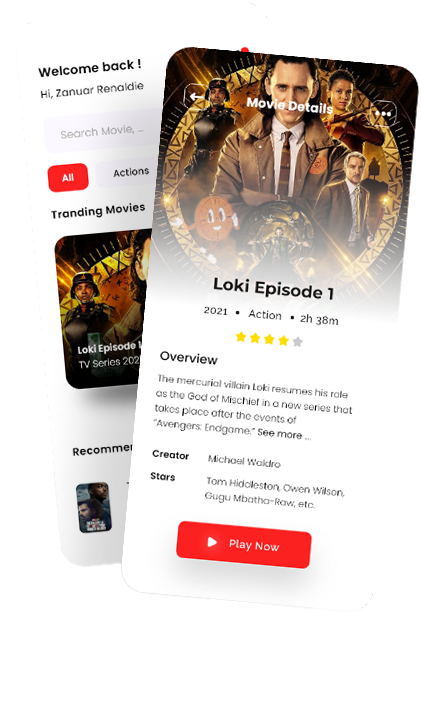 Welcome back !
Hi, Zanuar Renaldie
Search Movie, ...
All
Actions
Tranding Movies
Loki Episode 1
TV Series 202
Recommen
Movie Details
Loki Episode 1
2021 • Action • 2h 38m
Overview
The mercurial villain Loki resumes his role
as the God of Mischief in a new series that
takes place after the events of
“Avengers: Endgame.” See more ...
Creator Michael Waldro
Stars Tom Hiddleston, Owen Wilson,
Gugu Mbatha-Raw, etc.
Play Now